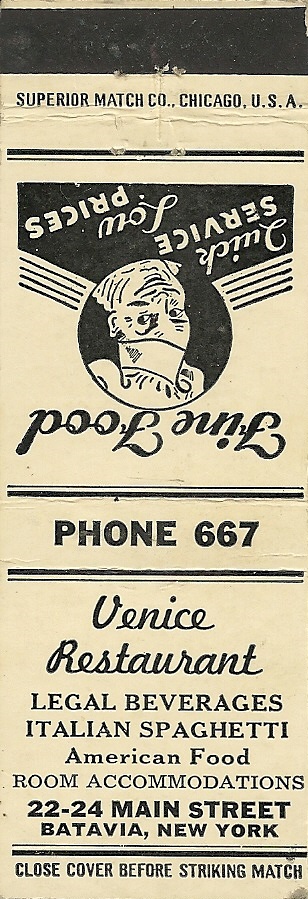 SUPERIOR MATCH CO., CHICAGO, U.S.A.
Fine Food
Quick
SERVICE
Low
PRICES
PHONE 667
Venice
Restaurant
LEGAL BEVERAGES
ITALIAN SPAGHETTI
American Food
ROOM ACCOMMODATIONS
22-24 MAIN STREET
BATAVIA, NEW YORK
CLOSE COVER BEFORE STRIKING MATCH